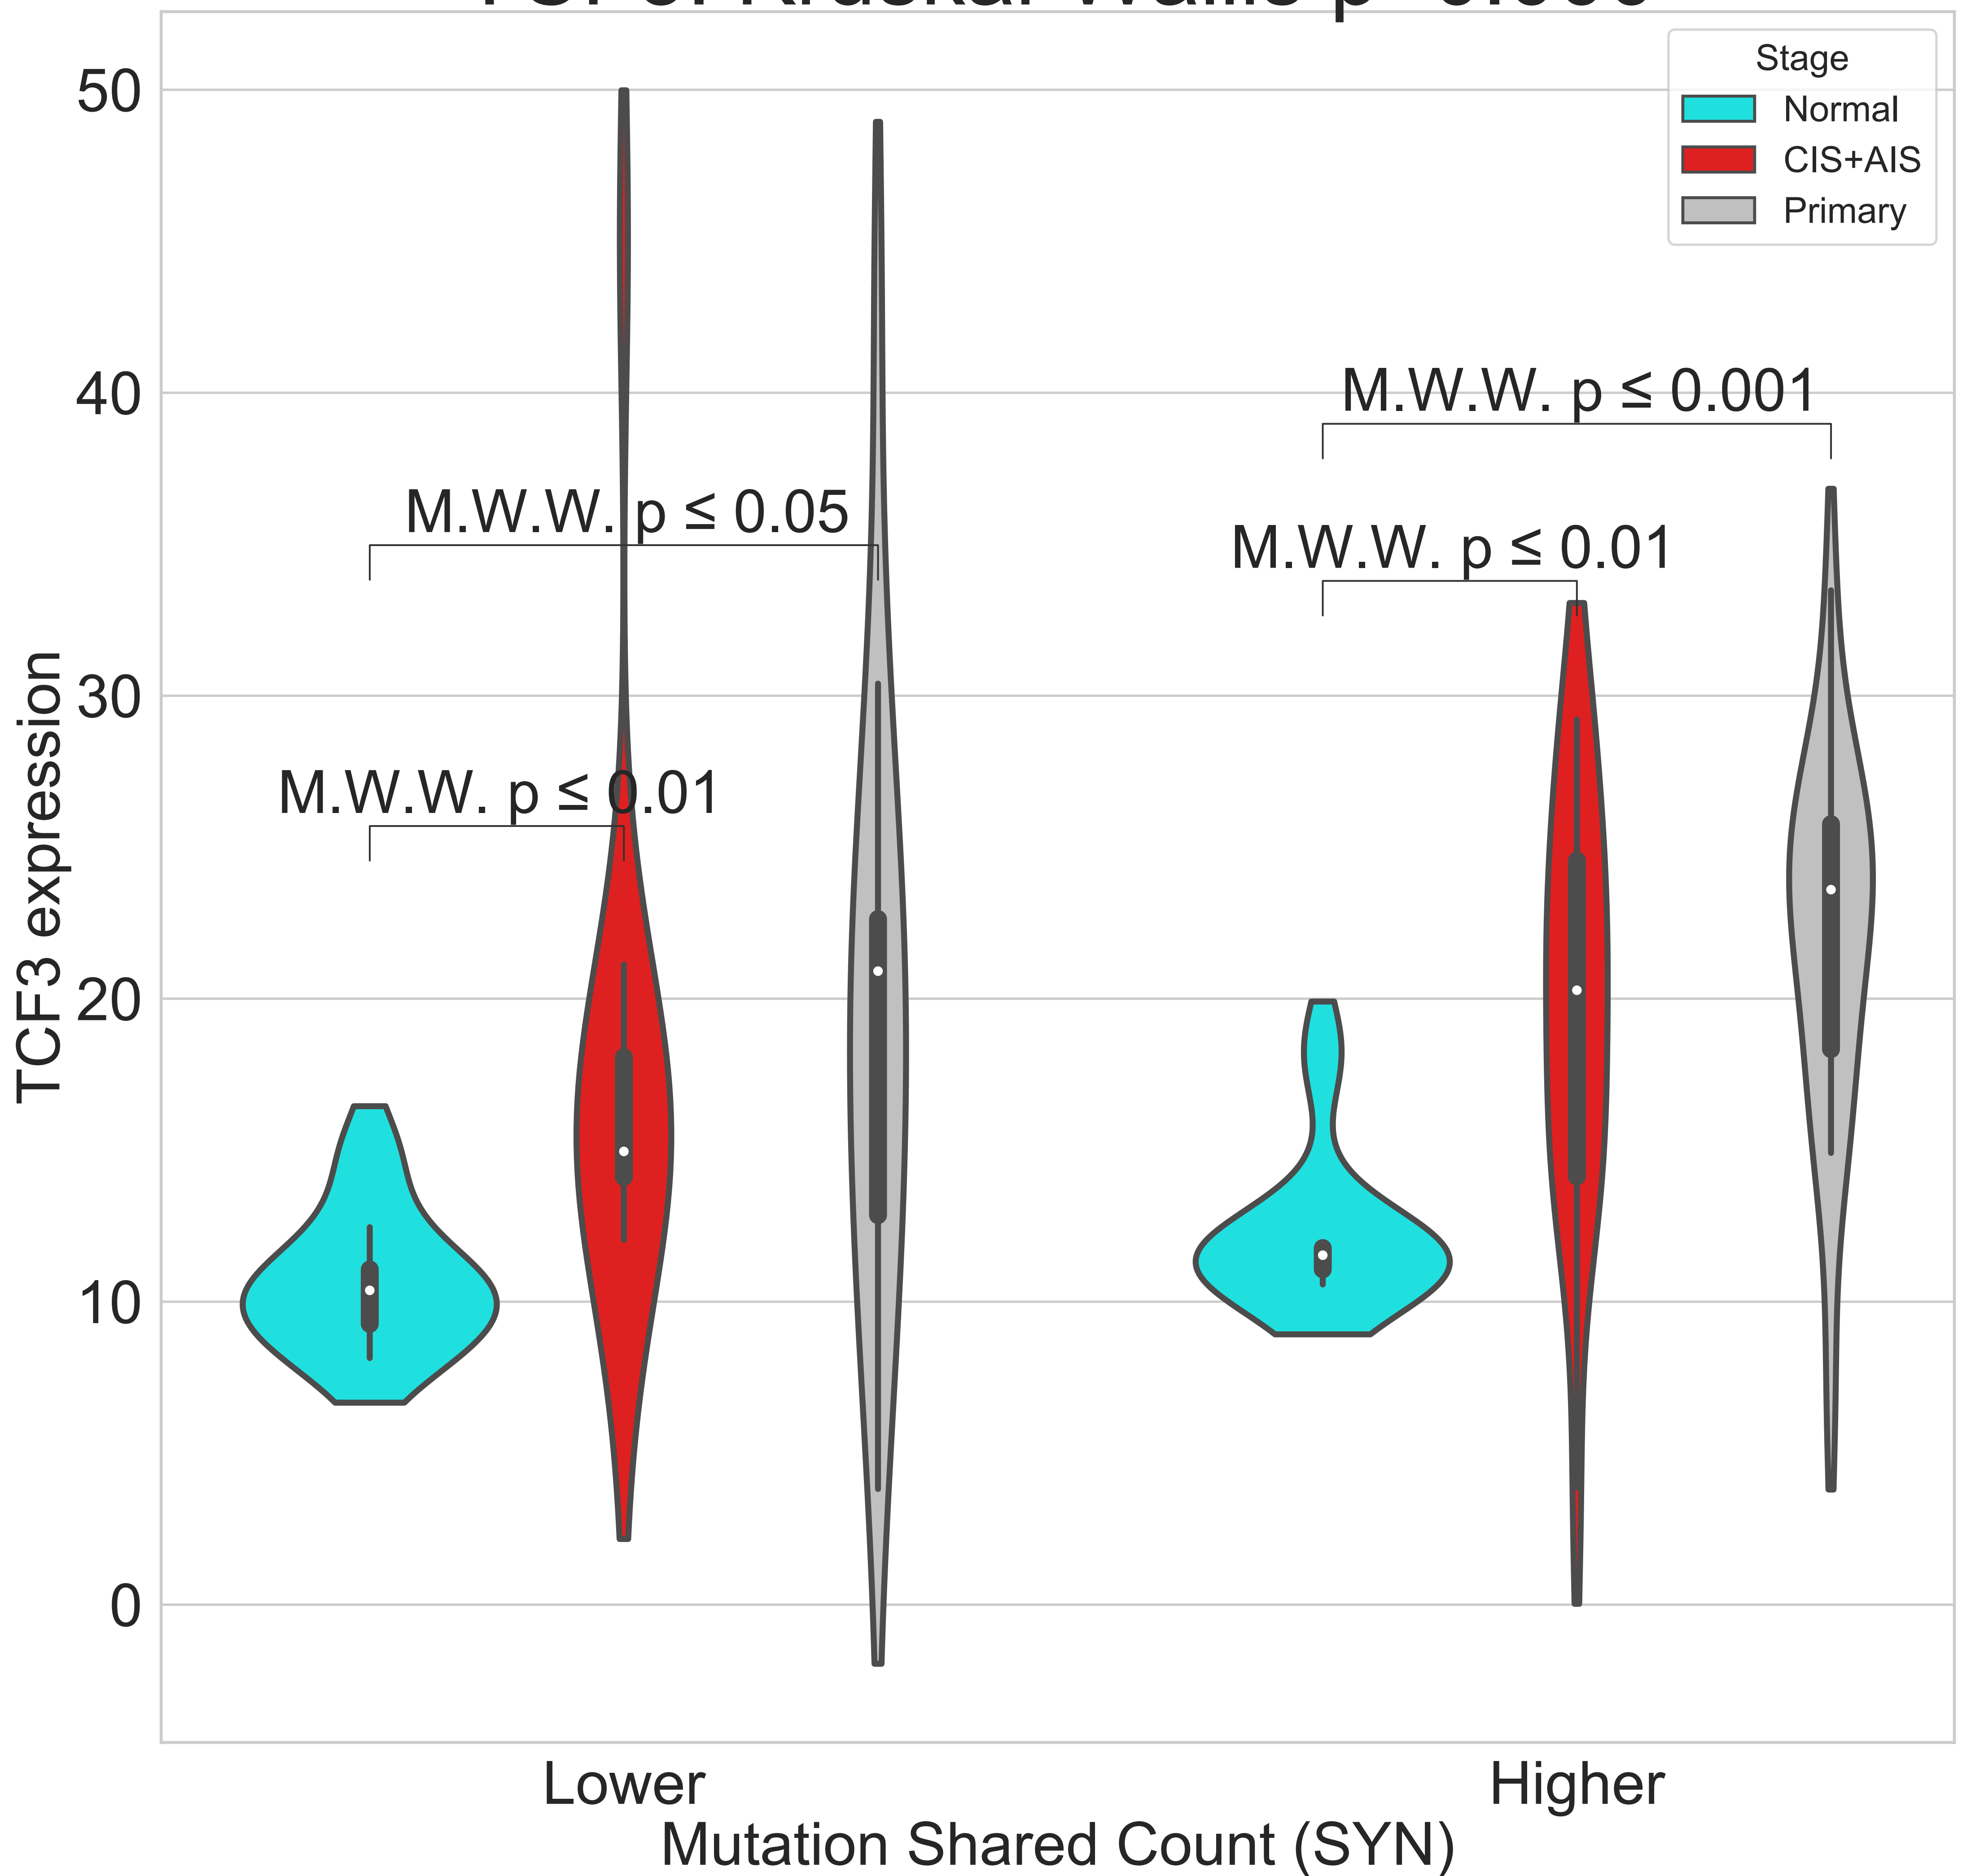 50
40
30
20
10
0
TCF3 expression
Stage
Normal
CIS+AIS
Primary
M.W.W. p ≤ 0.001
M.W.W. p ≤ 0.05
M.W.W. p ≤ 0.01
M.W.W. p ≤ 0.01
Lower
Higher
Mutation Shared Count (SYN)